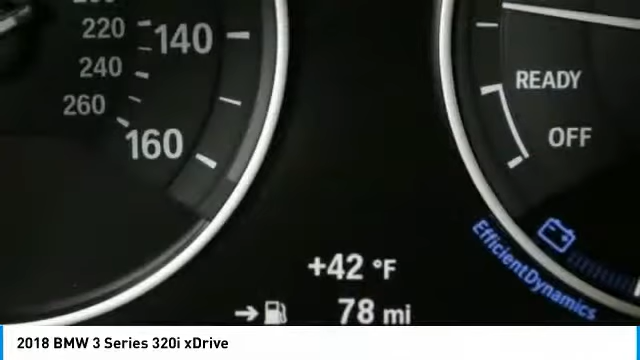 220
140
240
260
160
READY
OFF
+42 °F
78 mi
EfficientDynamics
2018 BMW 3 Series 320i xDrive